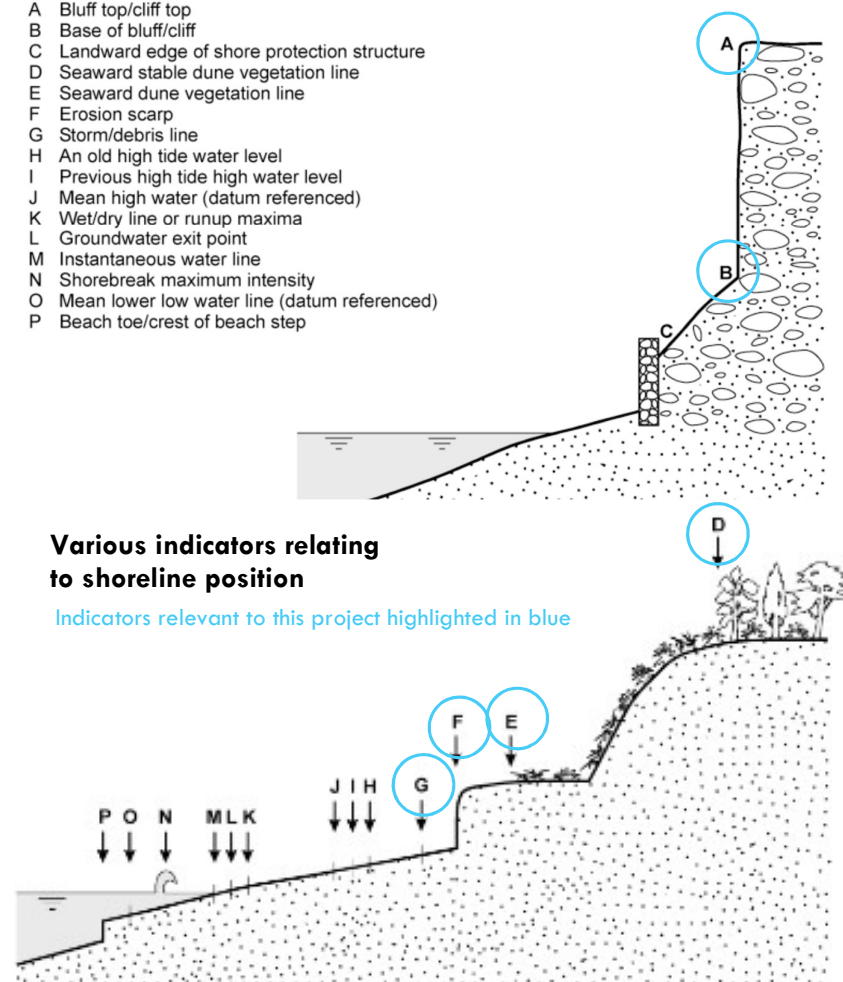 A Bluff top/cliff top
B Base of bluff/cliff
C Landward edge of shore protection structure
D Seaward stable dune vegetation line
E Seaward dune vegetation line
F Erosion scarp
G Storm/debris line
H An old high tide water level
I Previous high tide high water level
J Mean high water (datum referenced)
K Wet/dry line or runup maxima
L Groundwater exit point
M Instantaneous water line
N Shorebreak maximum intensity
O Mean lower low water line (datum referenced)
P Beach toe/crest of beach step
A
B
C
Various indicators relating
to shoreline position
Indicators relevant to this project highlighted in blue
D
F E
J I H G
P O N M L K